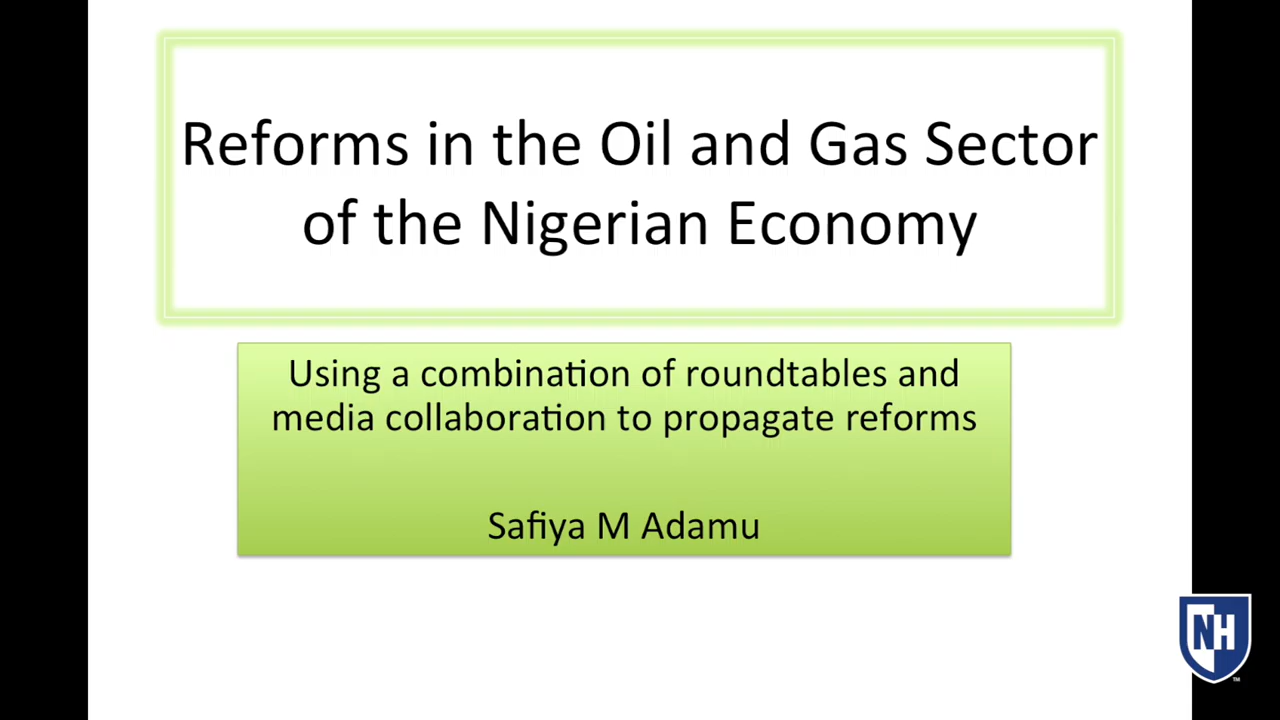 Reforms in the Oil and Gas Sector
of the Nigerian Economy
Using a combination of roundtables and
media collaboration to propagate reforms
Safiya M Adamu
NH
TM